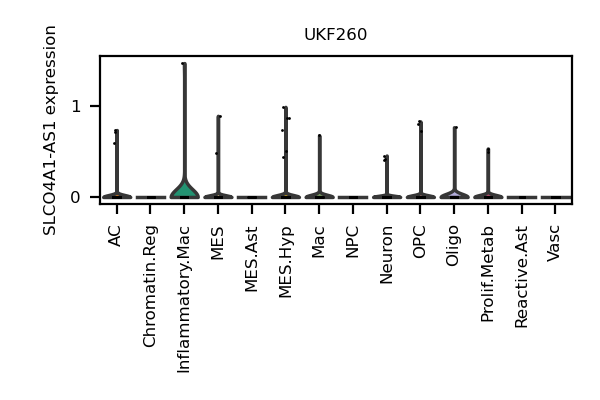 UKF260
SLCO4A1-AS1 expression
1
0
AC
Chromatin.Reg
Inflammatory.Mac
MES
MES.Ast
MES.Hyp
Mac
NPC
Neuron
OPC
Oligo
Prolif.Metab
Reactive.Ast
Vasc